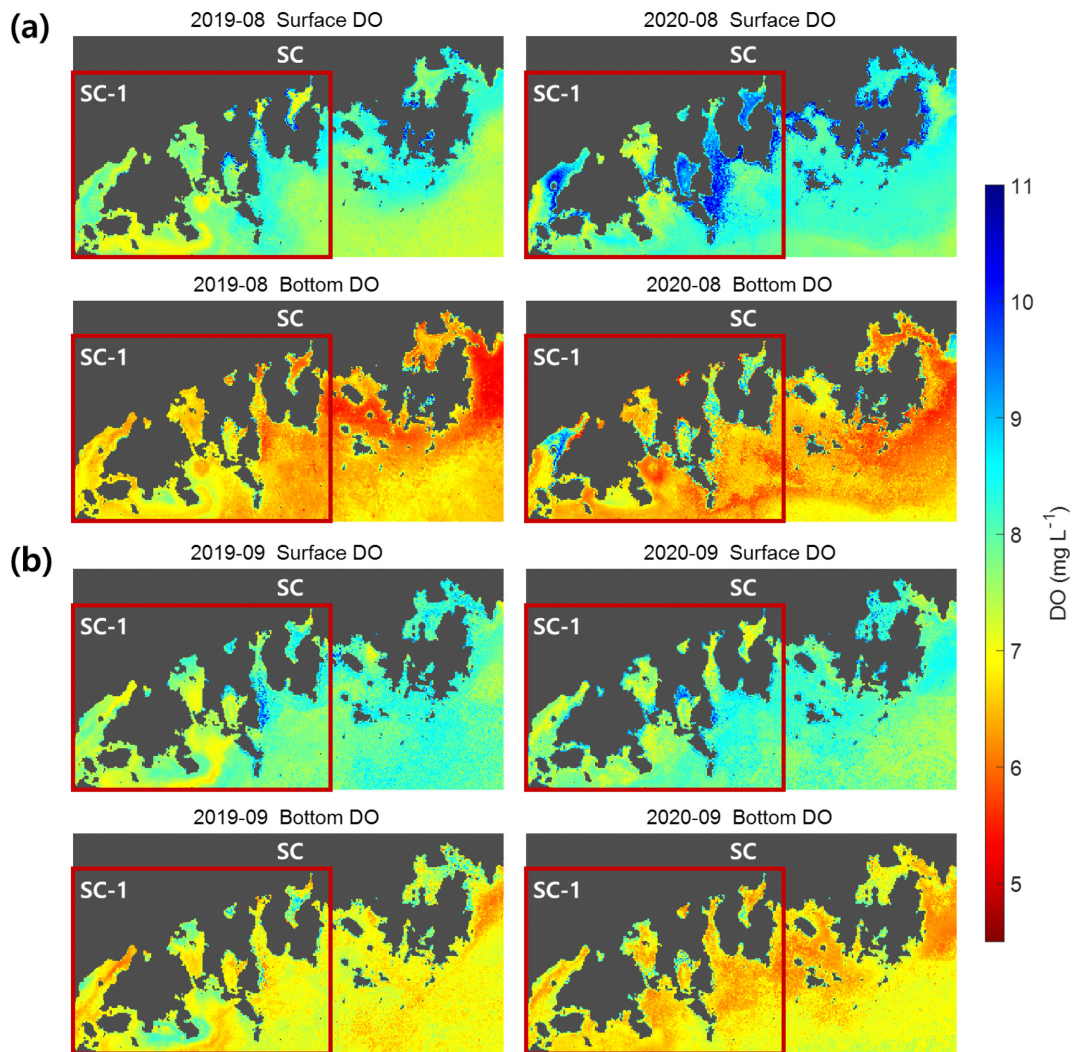 (a)
2019-08 Surface DO
2020-08 Surface DO
SC
SC
SC-1
SC-1
2019-08 Bottom DO
2020-08 Bottom DO
SC
SC
SC-1
SC-1
(b)
2019-09 Surface DO
2020-09 Surface DO
SC
SC
SC-1
SC-1
2019-09 Bottom DO
2020-09 Bottom DO
SC
SC
SC-1
SC-1
11
10
9
8
7
6
5
DO (mg L⁻¹)